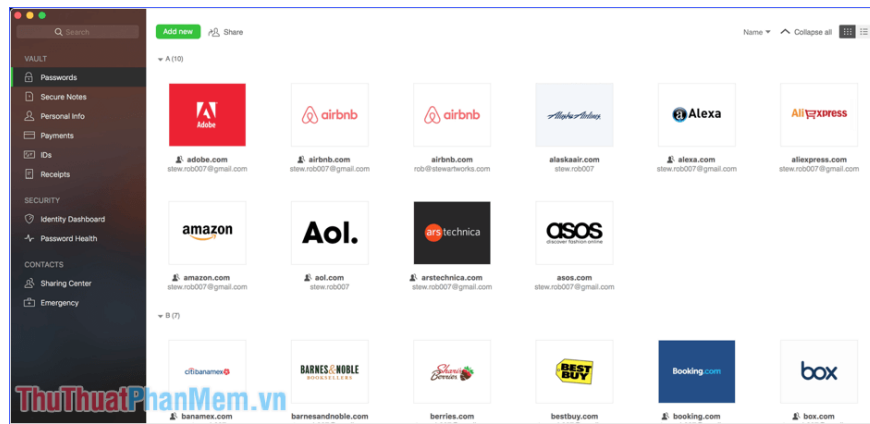 Search
Add new
Share
Name
Collapse all
VAULT
Passwords
Secure Notes
Personal Info
Payments
IDs
Receipts
SECURITY
Identity Dashboard
Password Health
CONTACTS
Sharing Center
Emergency
A (10)
Adobe
airbnb
airbnb
Alaska Airlines
Alexa
AliExpress
adobe.com
airbnb.com
airbnb.com
alaskaair.com
alexa.com
aliexpress.com
stew.rob007@gmail.com
stew.rob007@gmail.com
rob@stewartworks.com
stew.rob007
stew.rob007@gmail.com
stew.rob007@gmail.com
amazon
Aol.
ars technica
asos
discover fashion online
amazon.com
aol.com
arstechnica.com
asos.com
stew.rob007@gmail.com
stew.rob007
stew.rob007@gmail.com
stew.rob007@gmail.com
B (7)
citibanamex
BARNES & NOBLE
BOOKSELLERS
Shari's
Berries
BEST
BUY
Booking.com
box
banamex.com
barnesandnoble.com
berries.com
bestbuy.com
booking.com
box.com
ThuThuatPhanMem.vn